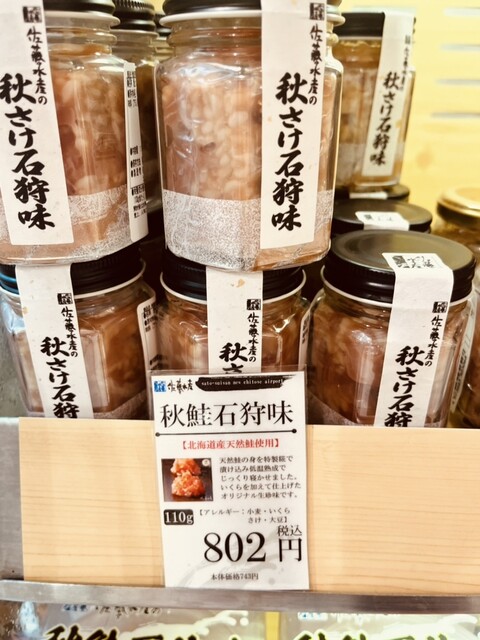 佐藤水産の
秋さけ石狩味
佐藤水産の
秋さけ石狩味
秋さけ石狩味
佐藤水産の
秋さけ石狩
佐藤水産の
秋さ
佐藤水産の
秋さけ石狩
佐藤水産
sato-suisan new chitose airport
秋鮭石狩味
【北海道産天然鮭使用】
天然鮭の身を特製糀で
漬け込み低温熟成で
じっくり寝かせました。
いくらを加えて仕上げた
オリジナル生珍味です。
110g
【アレルギー：小麦・いくら
さけ・大豆】
税込
802円
本体価格743円